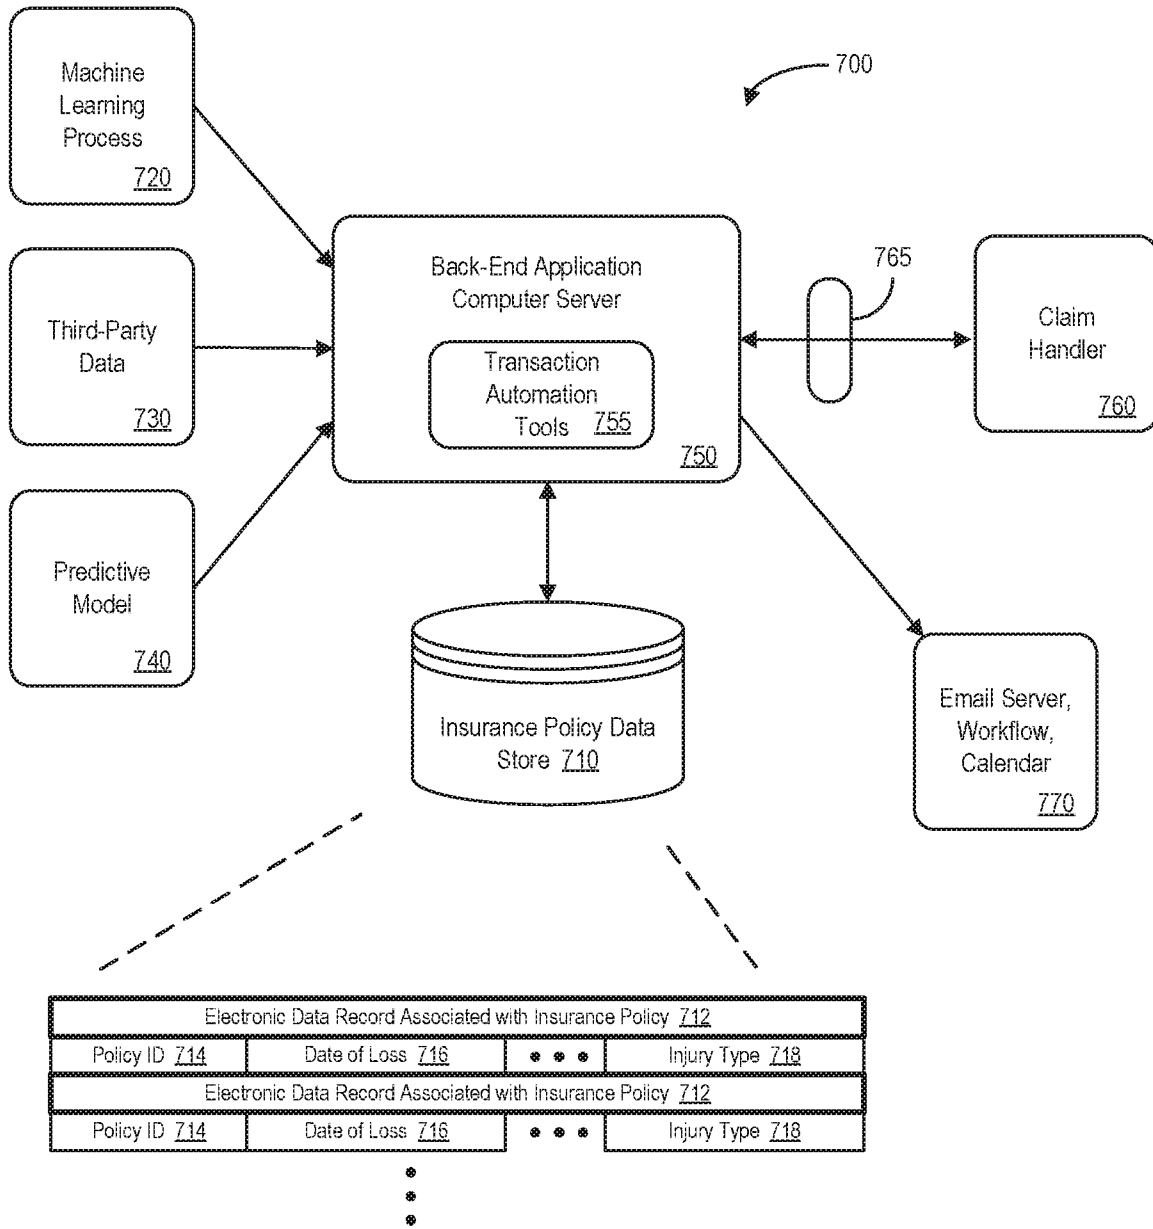 700
Machine
Learning
Process
720
Third-Party
Data
730
Predictive
Model
740
Back-End Application
Computer Server
Transaction
Automation
Tools 755
750
765
Claim
Handler
760
Insurance Policy Data
Store 710
Email Server,
Workflow,
Calendar
770
Electronic Data Record Associated with Insurance Policy 712
Policy ID 714 Date of Loss 716 Injury Type 718
Electronic Data Record Associated with Insurance Policy 712
Policy ID 714 Date of Loss 716 Injury Type 718